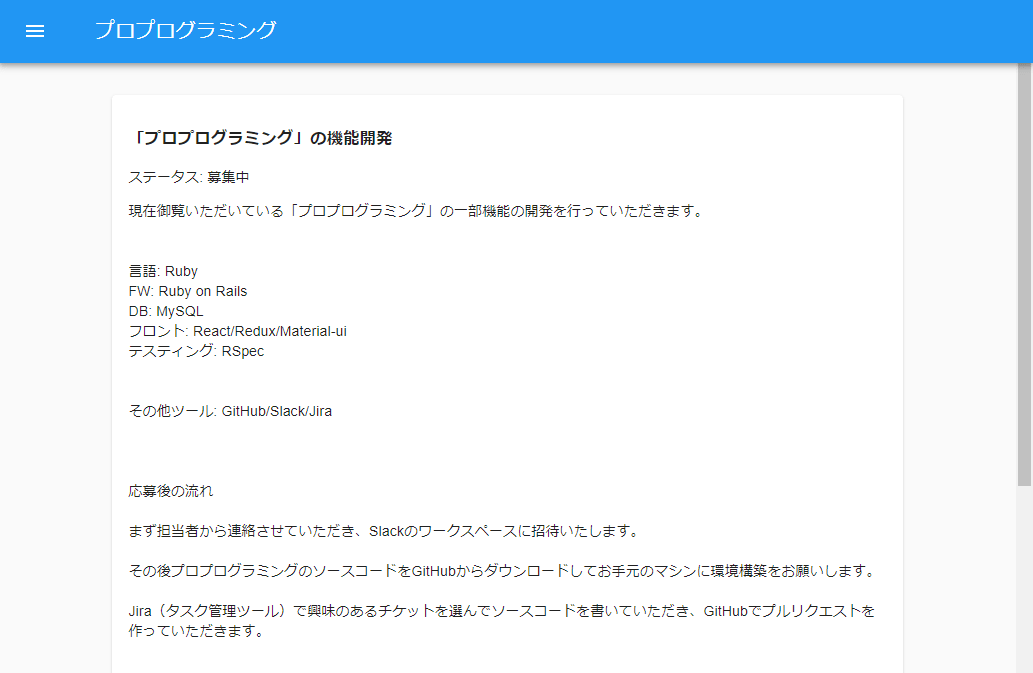 プロプログラミング
「プロプログラミング」の機能開発
ステータス: 募集中
現在御覧いただいている「プロプログラミング」の一部機能の開発を行っていただきます。
言語: Ruby
FW: Ruby on Rails
DB: MySQL
フロント: React/Redux/Material-ui
テスティング: RSpec
その他ツール: GitHub/Slack/Jira
応募後の流れ
まず担当者から連絡させていただき、Slackのワークスペースに招待いたします。
その後プロプログラミングのソースコードをGitHubからダウンロードしてお手元のマシンに環境構築をお願いします。
Jira（タスク管理ツール）で興味のあるチケットを選んでソースコードを書いていただき、GitHubでプルリクエストを
作っていただきます。